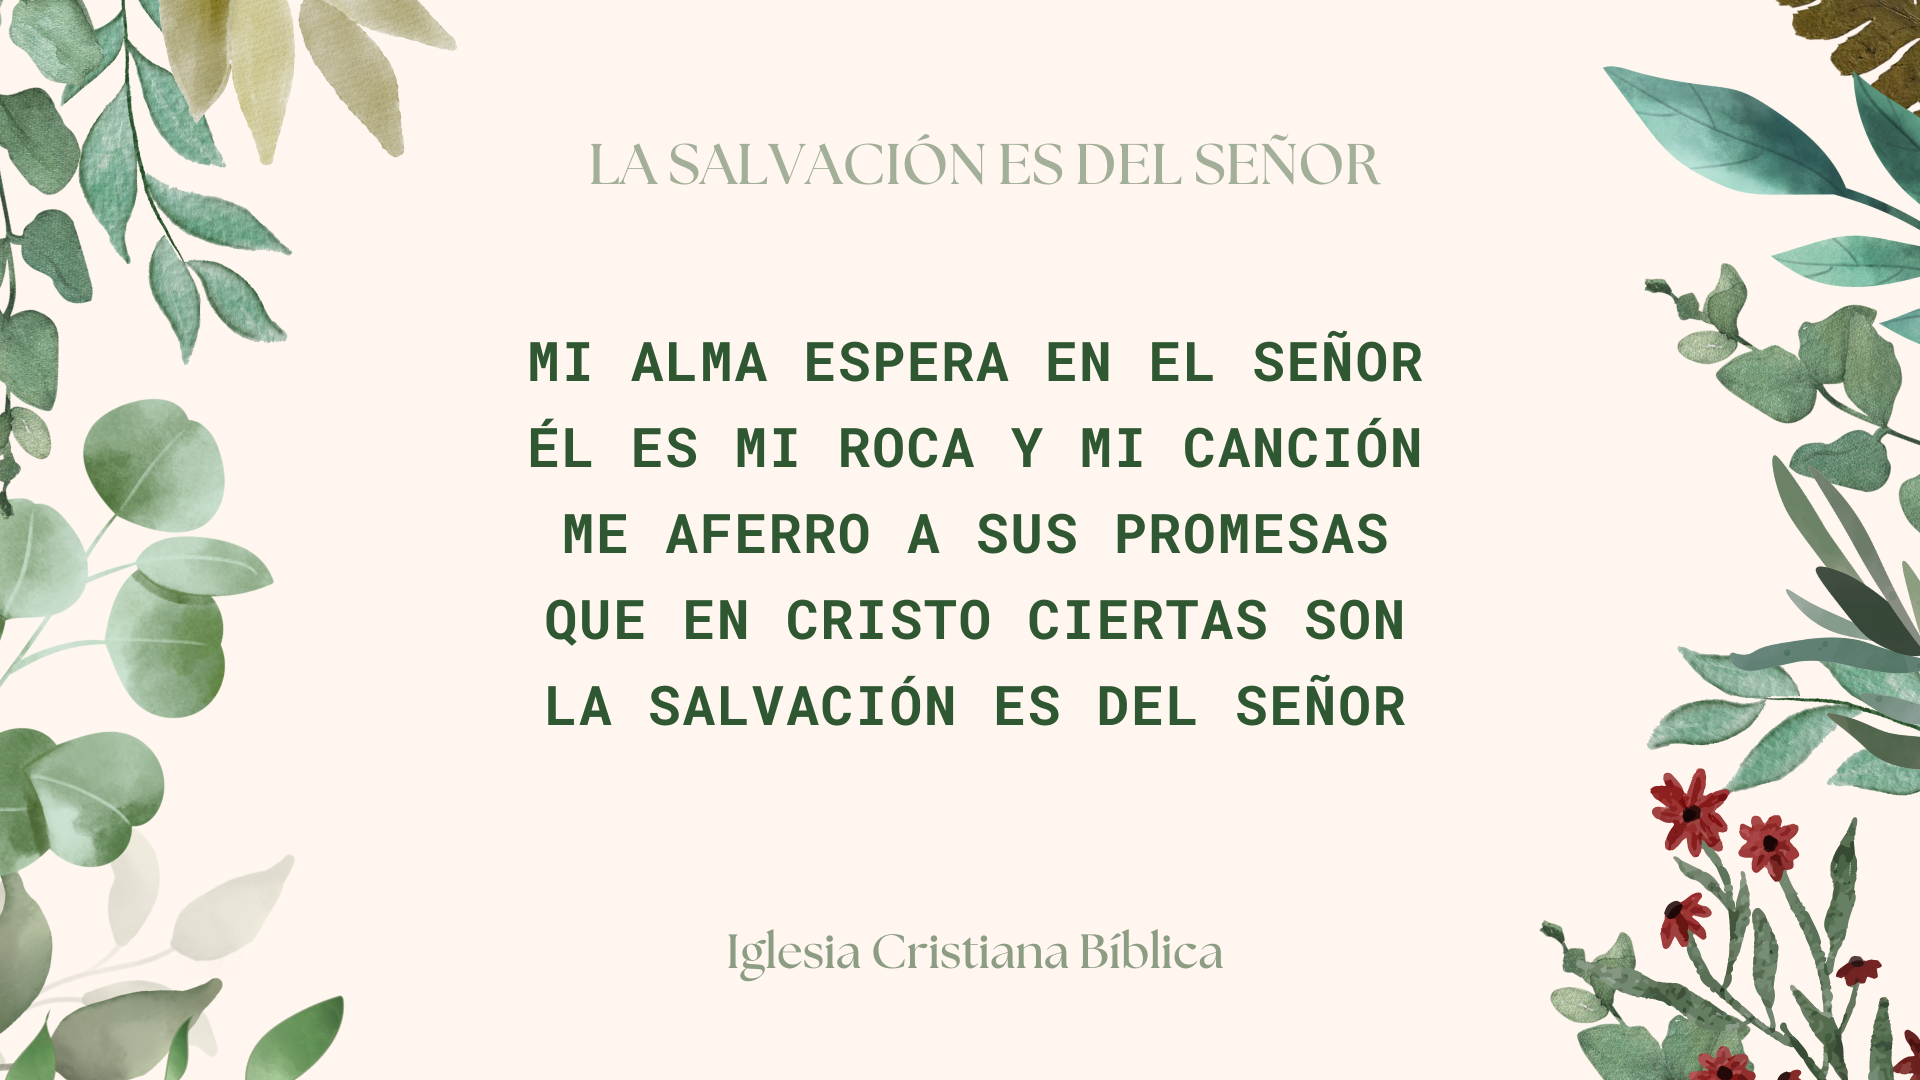 LA SALVACIÓN ES DEL SEÑOR
MI ALMA ESPERA EN EL SEÑOR
ÉL ES MI ROCA Y MI CANCIÓN
ME AFERRO A SUS PROMESAS
QUE EN CRISTO CIERTAS SON
LA SALVACIÓN ES DEL SEÑOR
Iglesia Cristiana Bíblica